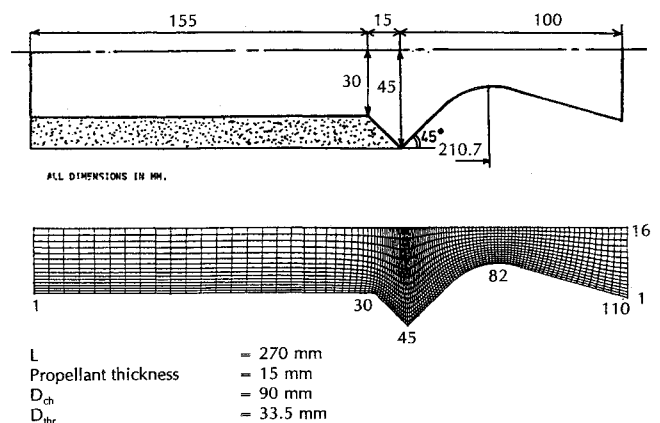 155 15 100
30 45
45°
210.7
ALL DIMENSIONS IN MM.
16
1 30 82 1
45 110
L = 270 mm
Propellant thickness = 15 mm
D_ch = 90 mm
D_thr = 33.5 mm